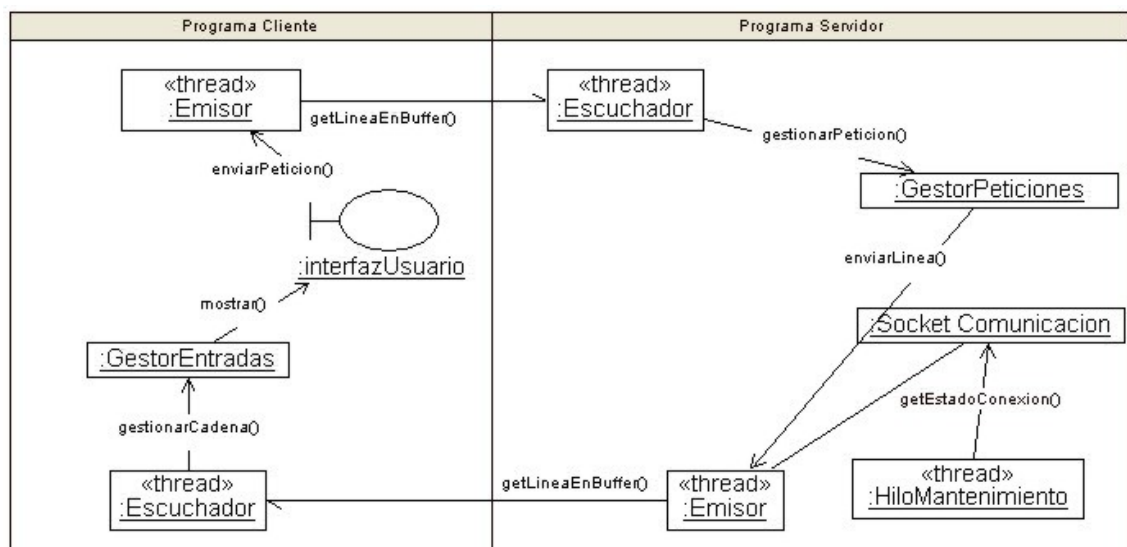 Programa Cliente
Programa Servidor
«thread»
:Emisor
getLineaEnBuffer()
«thread»
:Escuchador
gestionarPeticion()
enviarPeticion()
:GestorPeticiones
:interfazUsuario
enviarLinea()
mostrar()
:Socket Comunicacion
:GestorEntradas
getEstadoConexion()
gestionarCadena()
«thread»
:Escuchador
getLineaEnBuffer()
«thread»
:Emisor
«thread»
:HiloMantenimiento